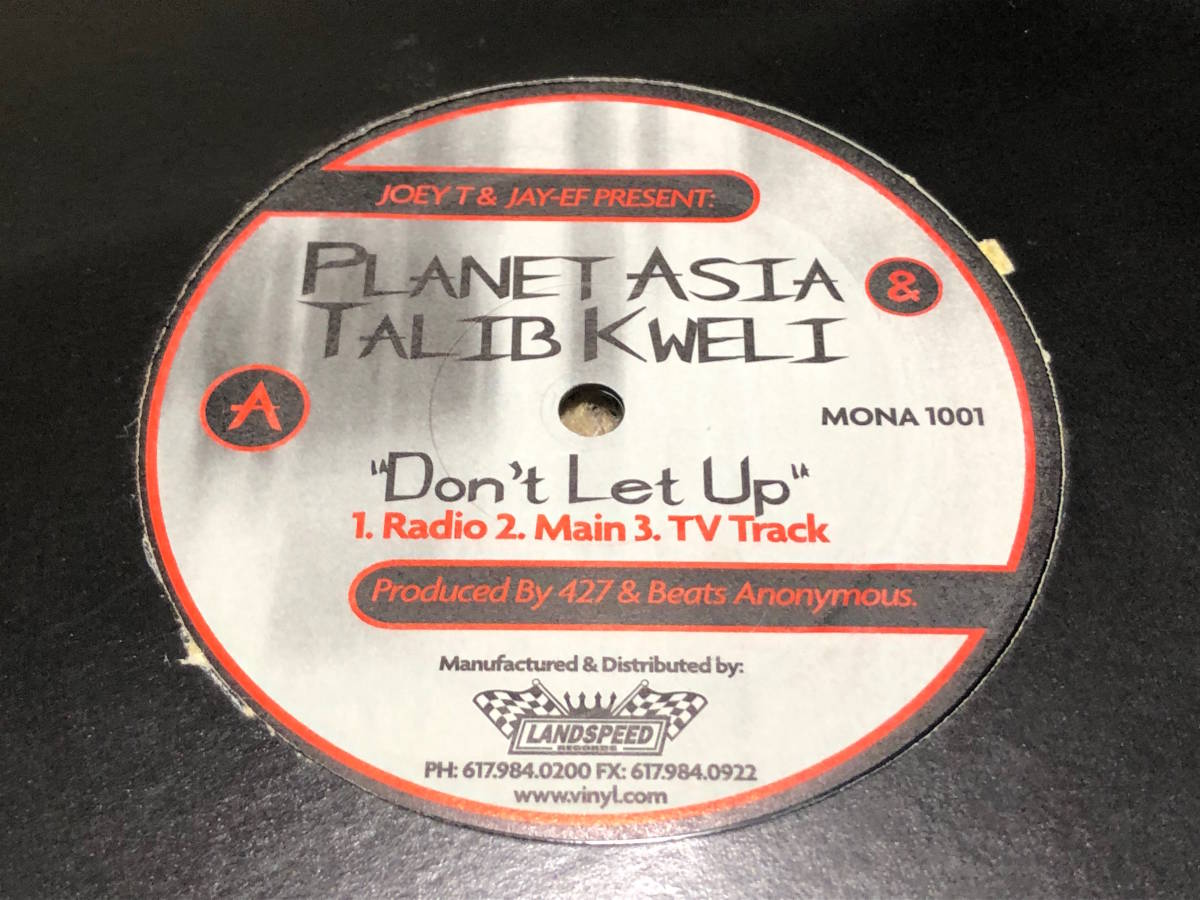 JOEY T & JAY-EF PRESENT:
PLANET ASIA &
TALIB KWELI
A
MONA 1001
"Don't Let Up"
1. Radio 2. Main 3. TV Track
Produced By 427 & Beats Anonymous.
Manufactured & Distributed by:
LANDSPEED
RECORDS
PH: 617.984.0200 FX: 617.984.0922
www.vinyl.com